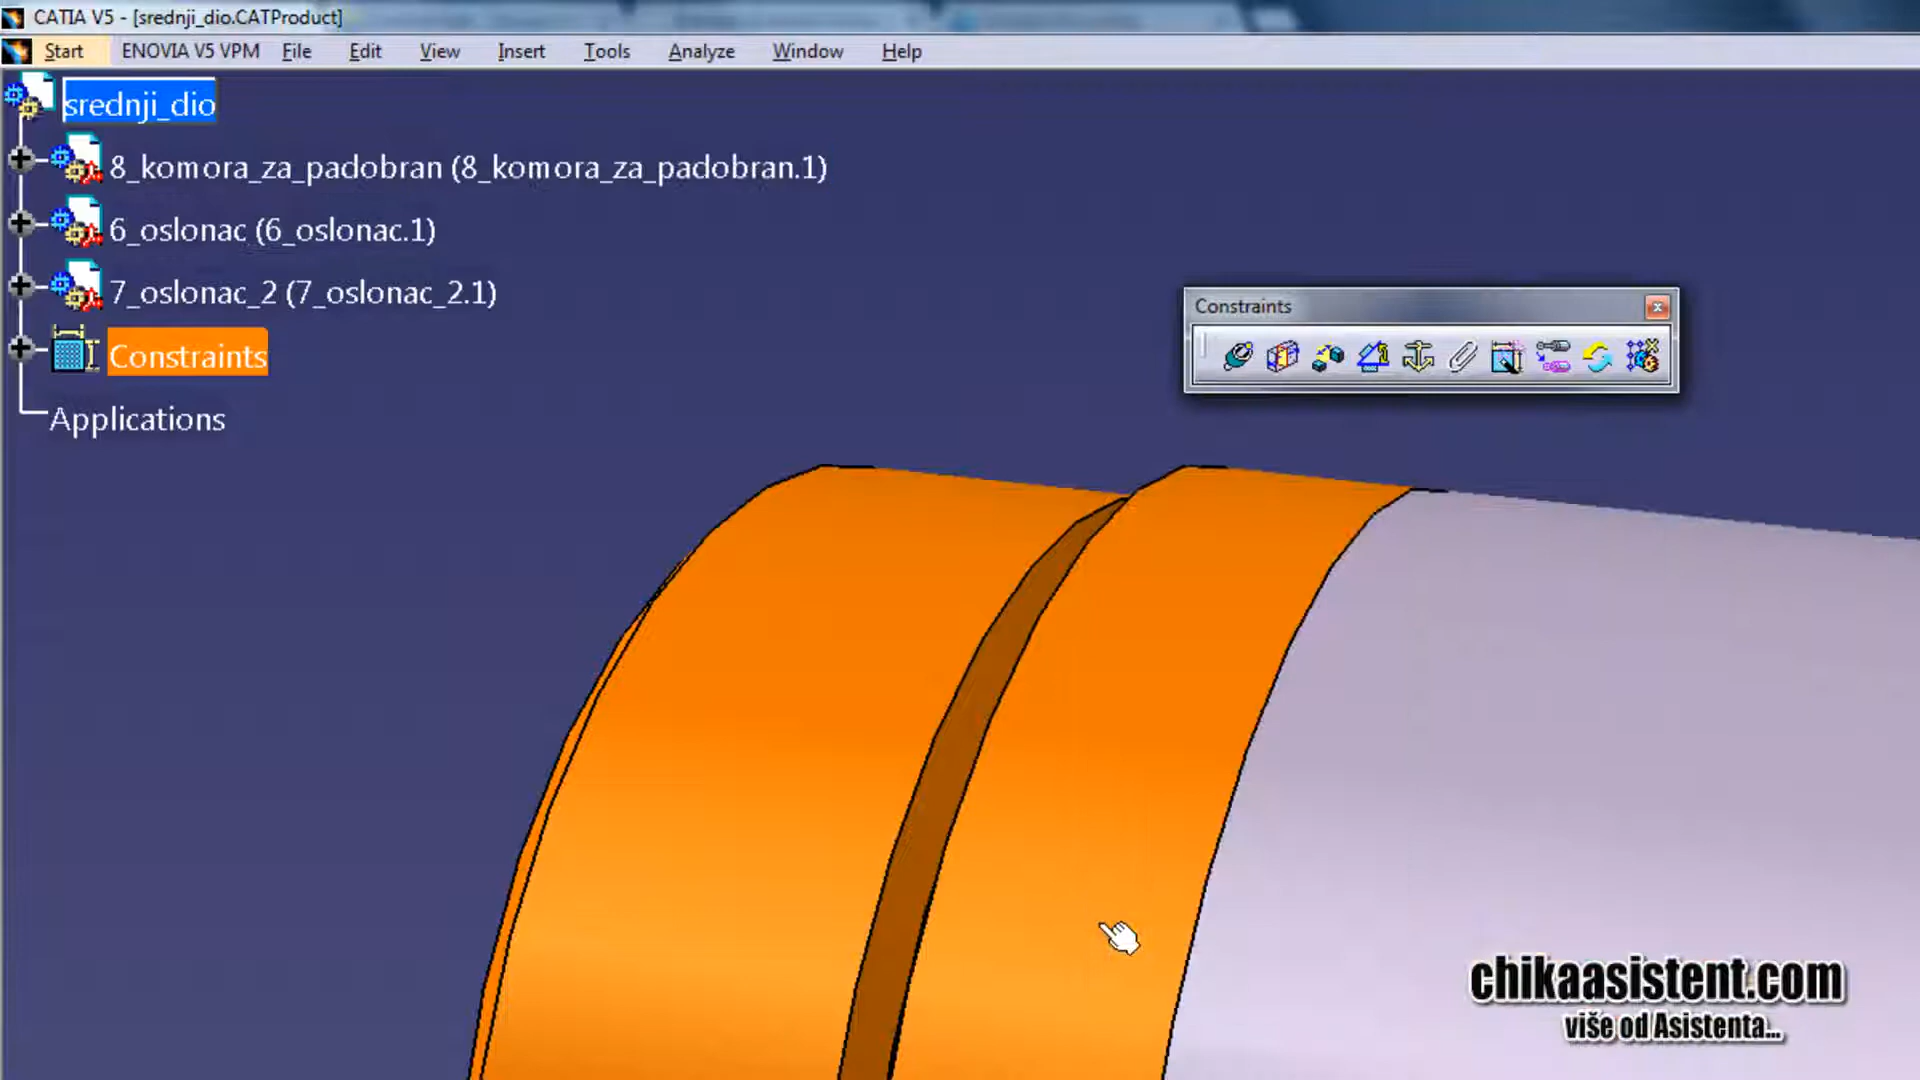 CATIA V5 - [srednji_dio.CATProduct]
Start ENOVIA V5 VPM File Edit View Insert Tools Analyze Window Help
srednji_dio
8_komora_za_padobran (8_komora_za_padobran.1)
6_oslonac (6_oslonac.1)
7_oslonac_2 (7_oslonac_2.1)
Constraints
Applications
Constraints
chikaasistent.com
više od Asistenta...